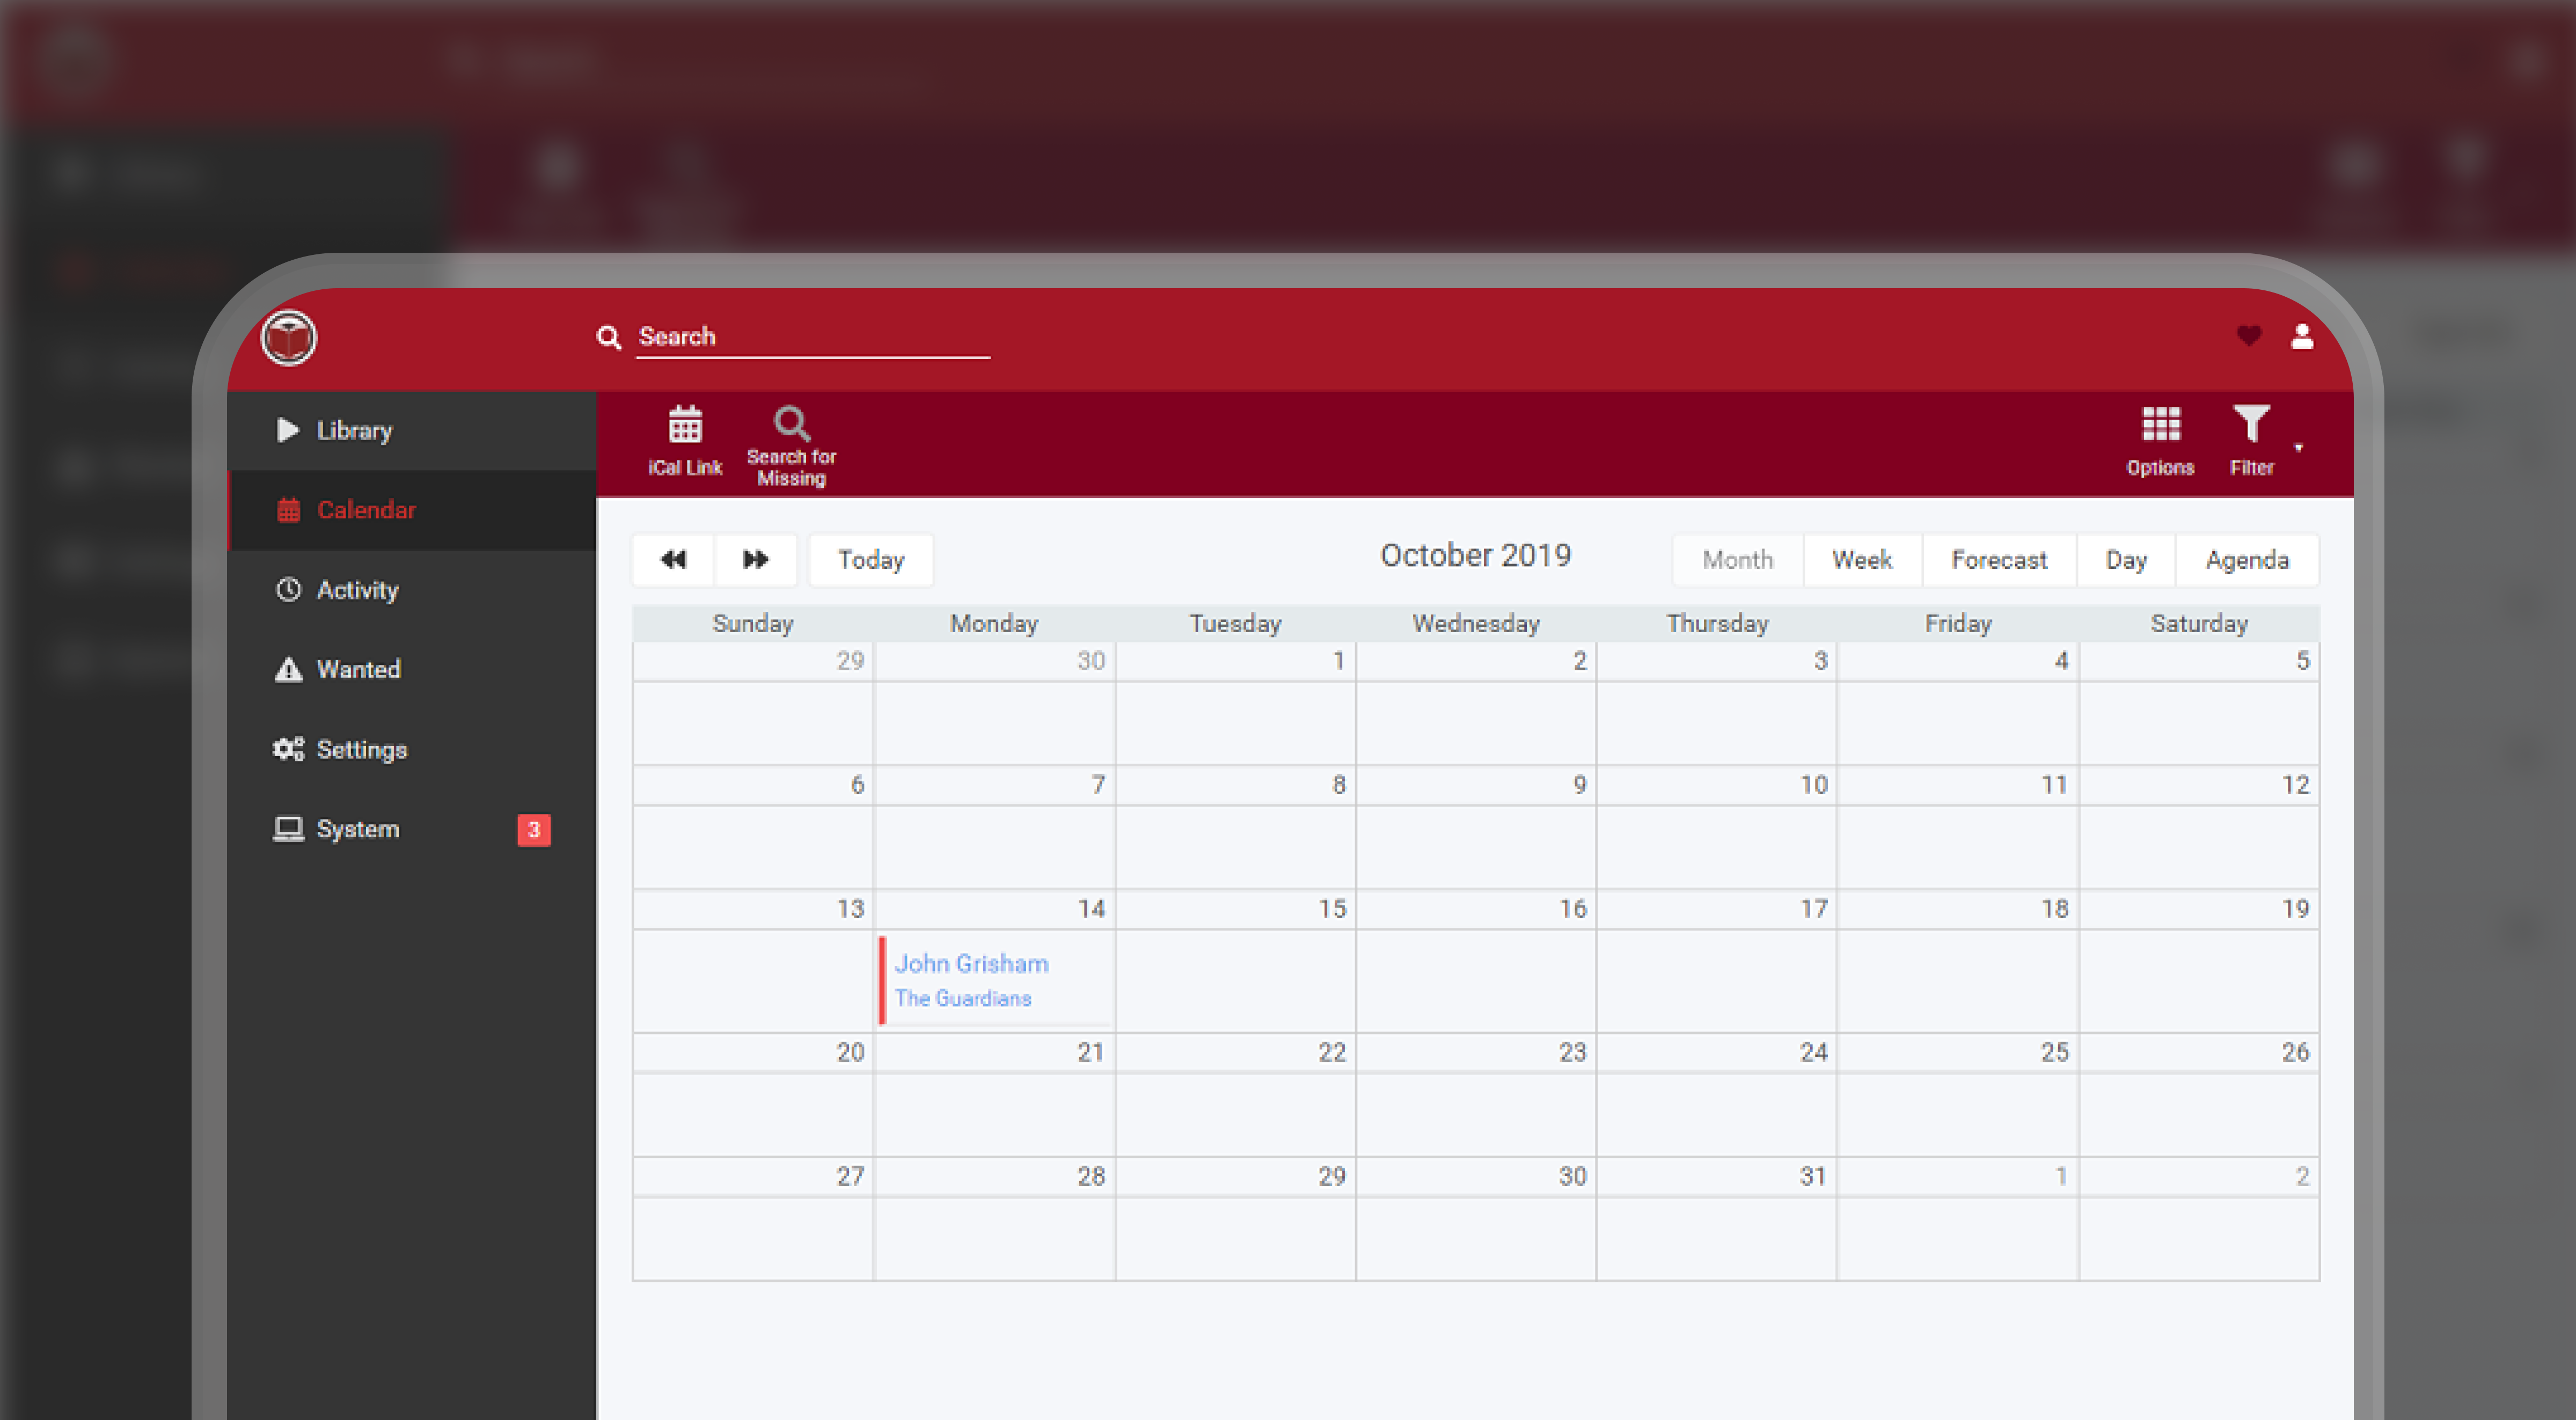 Search
Library
Calendar
Activity
Wanted
Settings
System 3
iCal Link
Search for
Missing
Options
Filter
Today
October 2019
Month Week Forecast Day Agenda
Sunday Monday Tuesday Wednesday Thursday Friday Saturday
29 30 1 2 3 4 5
6 7 8 9 10 11 12
13 14 15 16 17 18 19
John Grisham
The Guardians
20 21 22 23 24 25 26
27 28 29 30 31 1 2